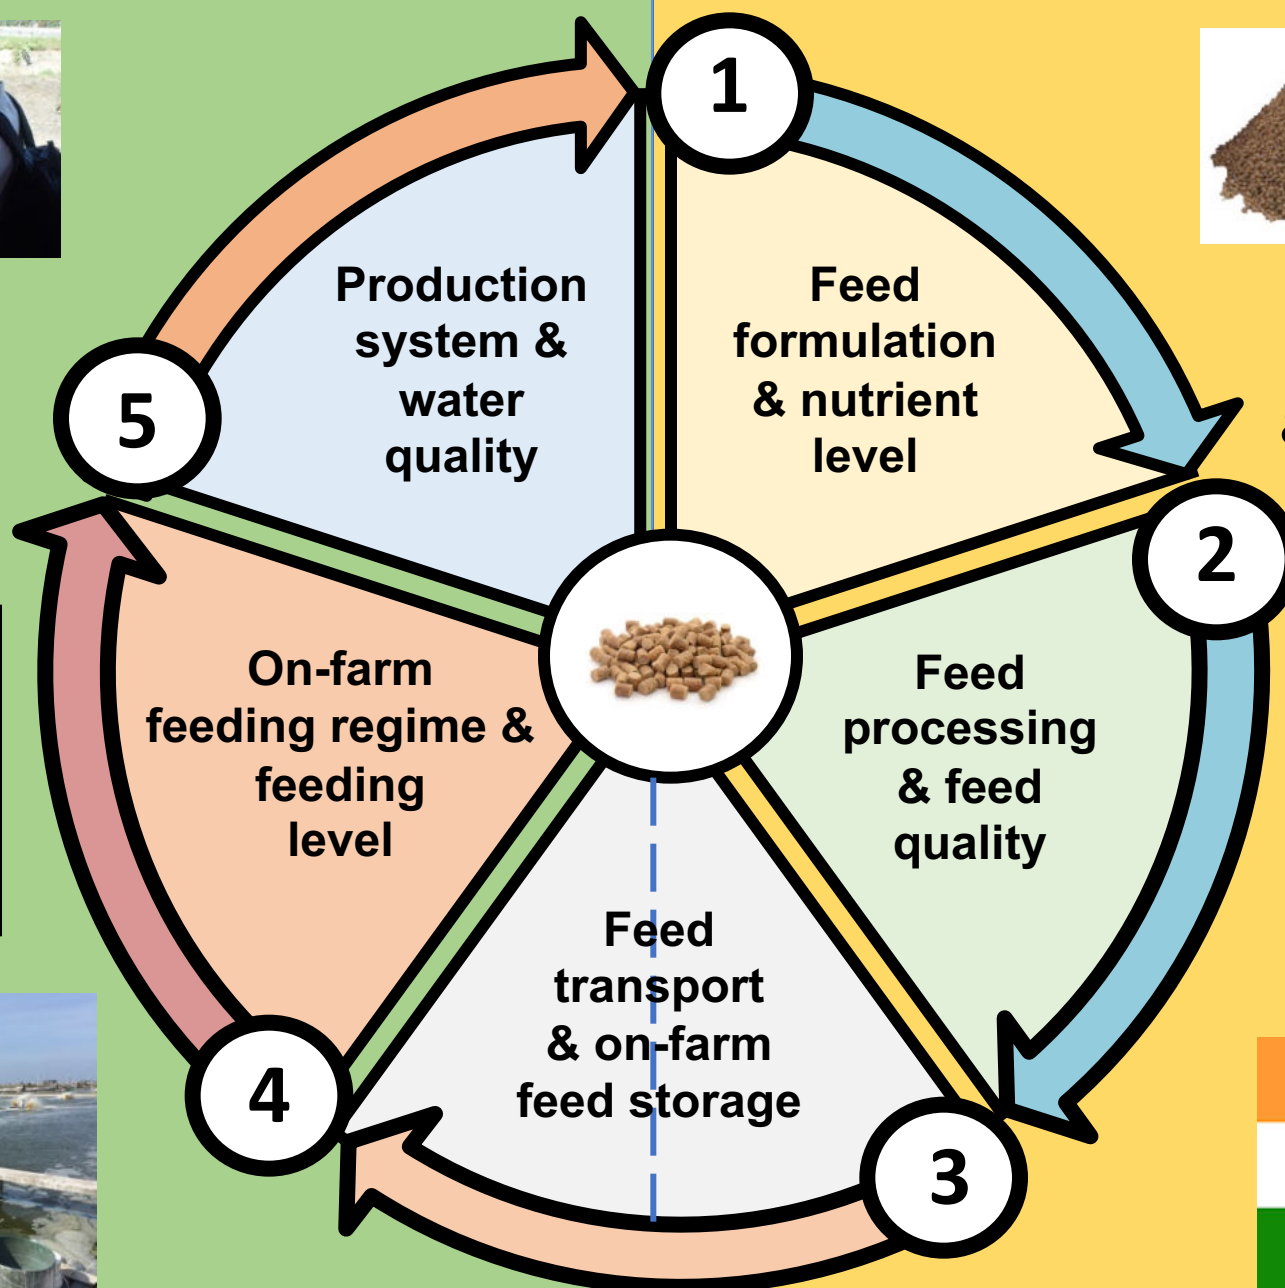 1
Feed
formulation
& nutrient
level
2
Feed
processing
& feed
quality
3
Feed
transport
& on-farm
feed storage
4
On-farm
feeding regime &
feeding
level
5
Production
system &
water
quality